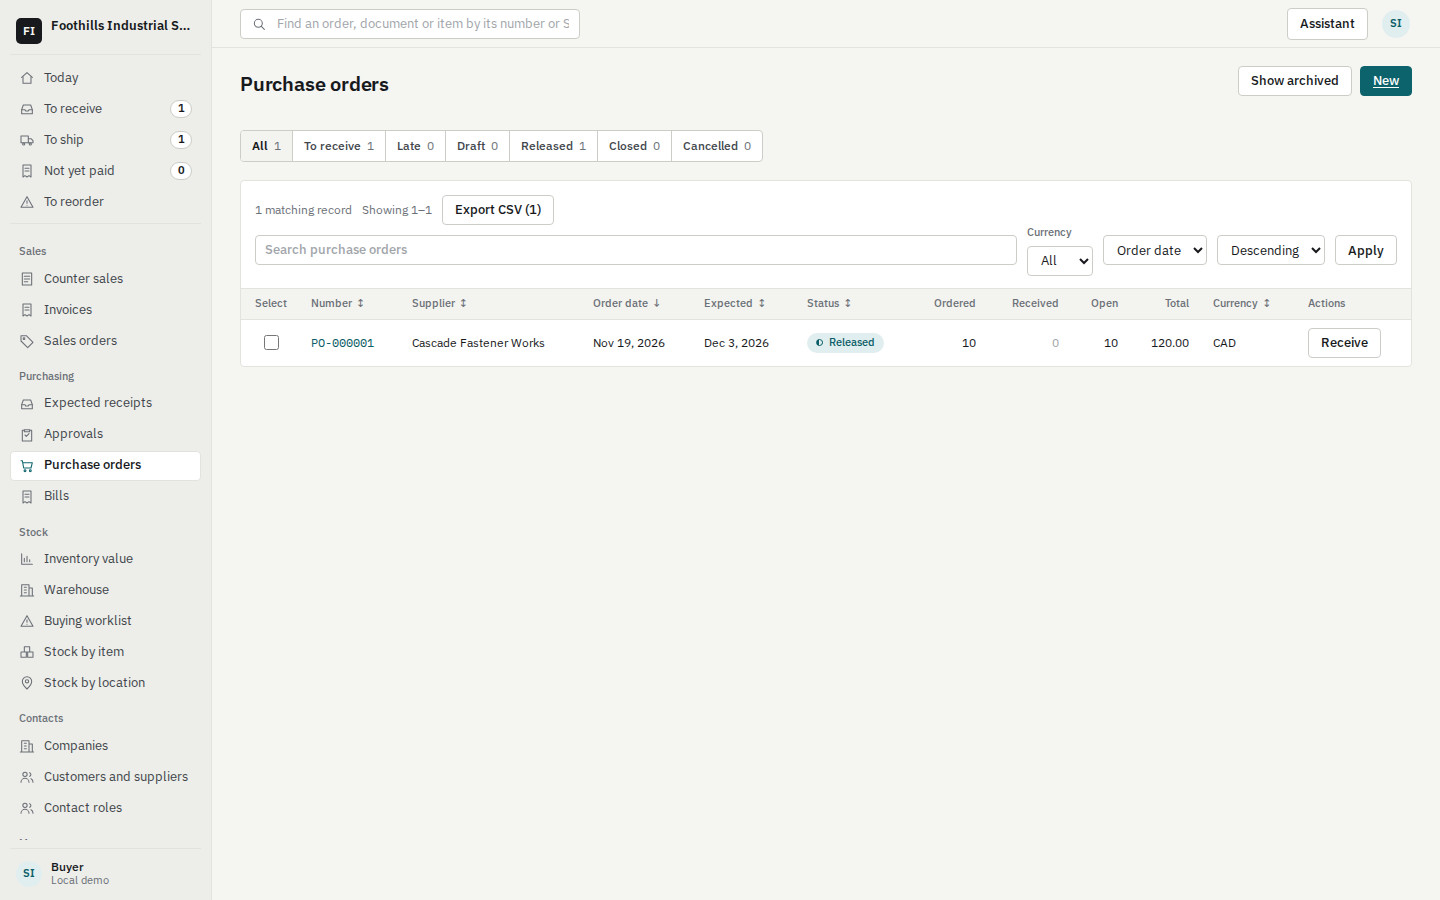 FI Foothills Industrial S...
Find an order, document or item by its number or S
Assistant
SI
Today
To receive 1
To ship 1
Not yet paid 0
To reorder
Sales
Counter sales
Invoices
Sales orders
Purchasing
Expected receipts
Approvals
Purchase orders
Bills
Stock
Inventory value
Warehouse
Buying worklist
Stock by item
Stock by location
Contacts
Companies
Customers and suppliers
Contact roles
SI Buyer
Local demo
Purchase orders
Show archived
New
All 1 To receive 1 Late 0 Draft 0 Released 1 Closed 0 Cancelled 0
1 matching record Showing 1–1 Export CSV (1)
Search purchase orders
Currency
All
Order date
Descending
Apply
Select Number ↕ Supplier ↕ Order date ↓ Expected ↕ Status ↕ Ordered Received Open Total Currency ↕ Actions
PO-000001 Cascade Fastener Works Nov 19, 2026 Dec 3, 2026 Released 10 0 10 120.00 CAD Receive